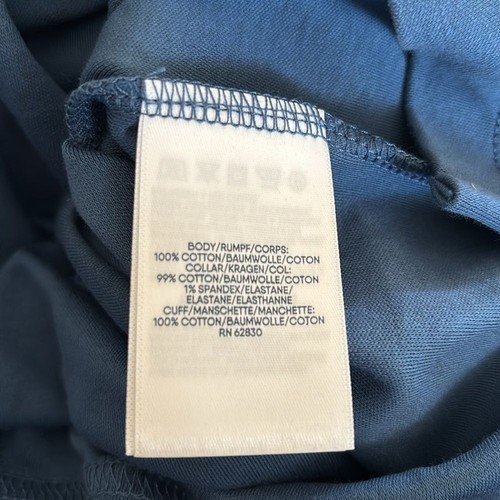 BODY/RUMPF/CORPS:
100% COTTON/BAUMWOLLE/COTON
COLLAR/KRAGEN/COL:
99% COTTON/BAUMWOLLE/COTON
1% SPANDEX/ELASTANE/
ELASTANE/ELASTHANNE
CUFF/MANSCHETTE/MANCHETTE:
100% COTTON/BAUMWOLLE/COTON
RN 62830